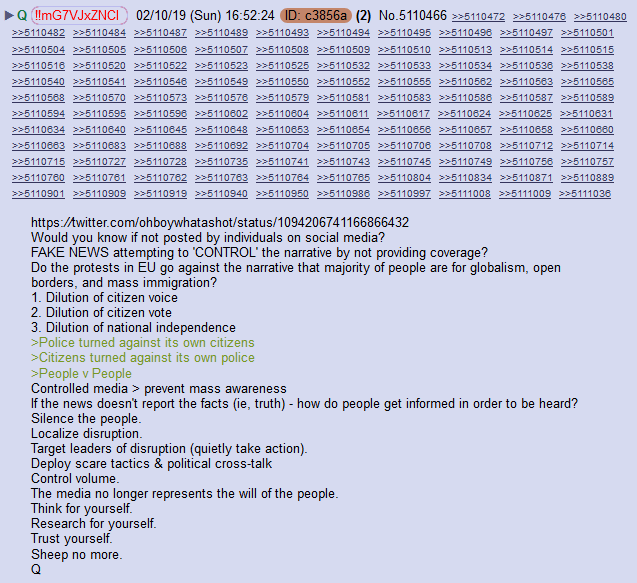 ▶ Q !!mG7VJxZNCI 02/10/19 (Sun) 16:52:24 ID: c3856a (2) No.5110466 >>5110472 >>5110476 >>5110480
>>5110482 >>5110484 >>5110487 >>5110489 >>5110493 >>5110494 >>5110495 >>5110496 >>5110497 >>5110501
>>5110502 >>5110504 >>5110505 >>5110506 >>5110507 >>5110509 >>5110510 >>5110513 >>5110514 >>5110515
>>5110516 >>5110520 >>5110522 >>5110523 >>5110525 >>5110532 >>5110533 >>5110534 >>5110536 >>5110538
>>5110540 >>5110541 >>5110546 >>5110549 >>5110550 >>5110552 >>5110555 >>5110562 >>5110563 >>5110565
>>5110568 >>5110570 >>5110573 >>5110576 >>5110579 >>5110581 >>5110583 >>5110586 >>5110587 >>5110589
>>5110594 >>5110595 >>5110596 >>5110602 >>5110604 >>5110611 >>5110617 >>5110624 >>5110625 >>5110631
>>5110634 >>5110640 >>5110645 >>5110648 >>5110653 >>5110654 >>5110656 >>5110657 >>5110658 >>5110660
>>5110663 >>5110683 >>5110688 >>5110692 >>5110704 >>5110705 >>5110706 >>5110708 >>5110712 >>5110714
>>5110715 >>5110727 >>5110728 >>5110735 >>5110741 >>5110743 >>5110745 >>5110749 >>5110756 >>5110757
>>5110760 >>5110761 >>5110762 >>5110763 >>5110764 >>5110765 >>5110804 >>5110834 >>5110871 >>5110889
>>5110901 >>5110909 >>5110919 >>5110940 >>5110950 >>5110986 >>5110997 >>5111008 >>5111009 >>5111036
https://twitter.com/ohboywhatashot/status/1094206741166866432
Would you know if not posted by individuals on social media?
FAKE NEWS attempting to 'CONTROL' the narrative by not providing coverage?
Do the protests in EU go against the narrative that majority of people are for globalism, open
borders, and mass immigration?
1. Dilution of citizen voice
2. Dilution of citizen vote
3. Dilution of national independence
>Police turned against its own citizens
>Citizens turned against its own police
>People v People
Controlled media > prevent mass awareness
If the news doesn't report the facts (ie, truth) - how do people get informed in order to be heard?
Silence the people.
Localize disruption.
Target leaders of disruption (quietly take action).
Deploy scare tactics & political cross-talk
Control volume.
The media no longer represents the will of the people.
Think for yourself.
Research for yourself.
Trust yourself.
Sheep no more.
Q